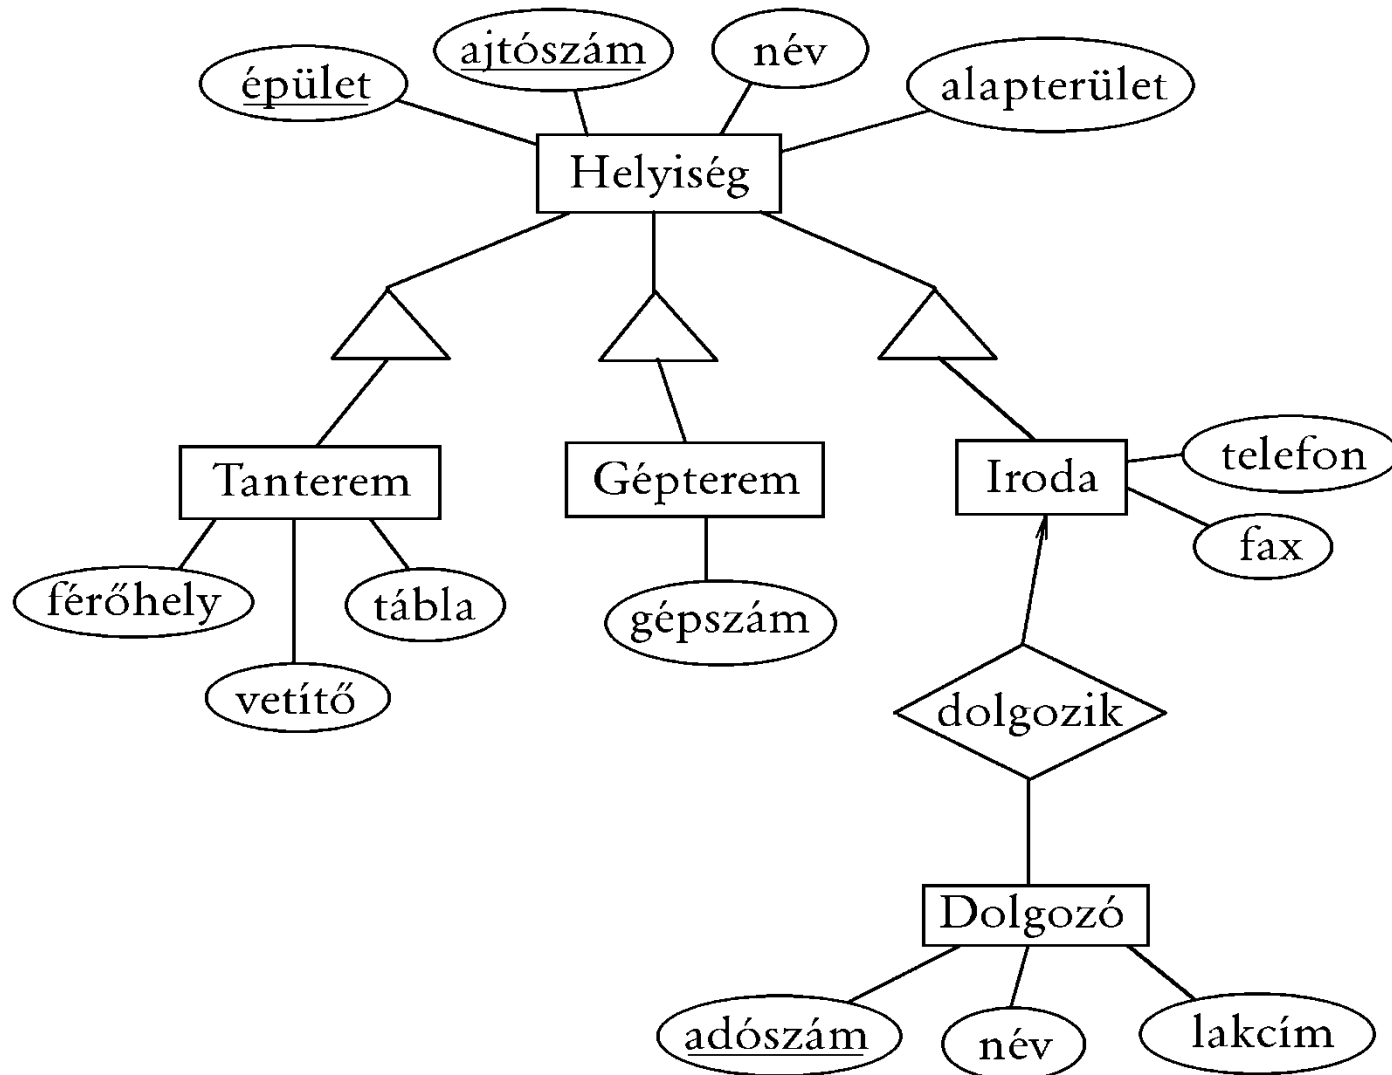 épület
ajtószám
név
alapterület
Helyiség
Tanterem
Gépterem
Iroda
telefon
fax
férőhely
vetítő
tábla
gépszám
dolgozik
Dolgozó
adószám
név
lakcím